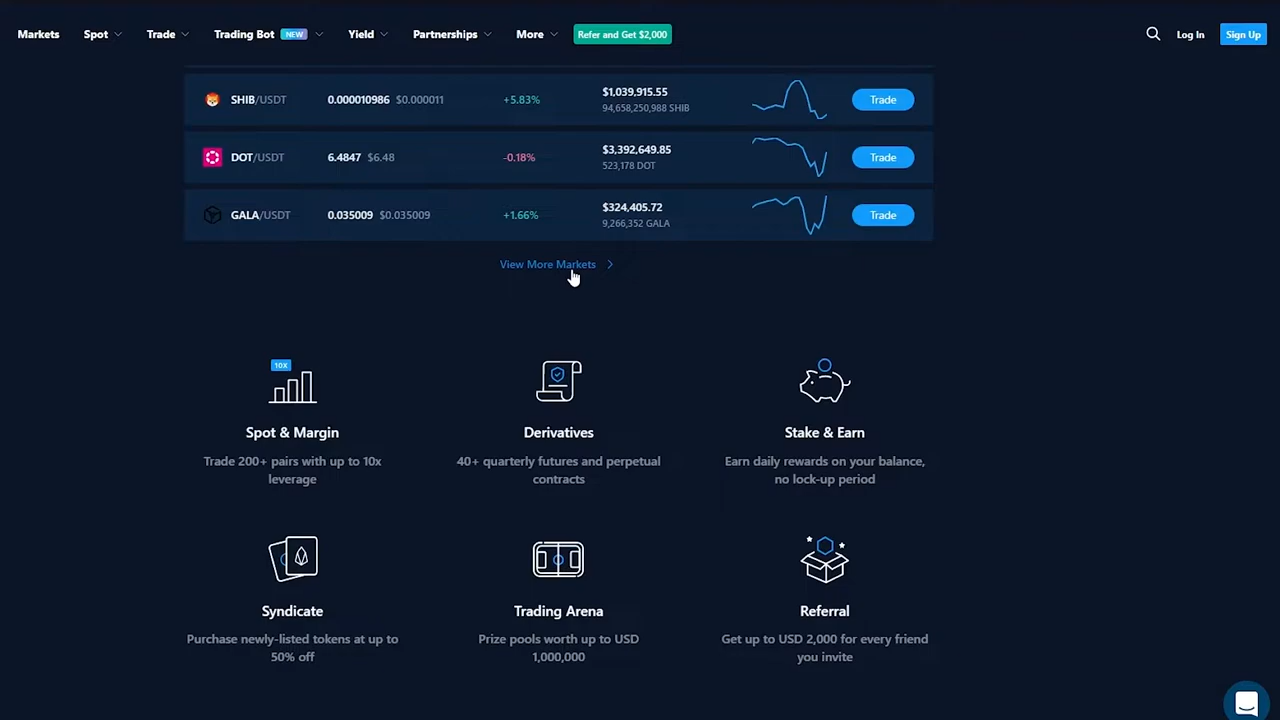 Markets Spot Trade Trading Bot NEW Yield Partnerships More Refer and Get $2,000 Log In Sign Up
SHIB/USDT 0.000010986 $0.000011 +5.83% $1,039,915.55 Trade
94,658,250,988 SHIB
DOT/USDT 6.4847 $6.48 -0.18% $3,392,649.85 Trade
523,178 DOT
GALA/USDT 0.035009 $0.035009 +1.66% $324,405.72 Trade
9,266,352 GALA
View More Markets
10X
Spot & Margin
Trade 200+ pairs with up to 10x
leverage
Derivatives
40+ quarterly futures and perpetual
contracts
Stake & Earn
Earn daily rewards on your balance,
no lock-up period
Syndicate
Purchase newly-listed tokens at up to
50% off
Trading Arena
Prize pools worth up to USD
1,000,000
Referral
Get up to USD 2,000 for every friend
you invite